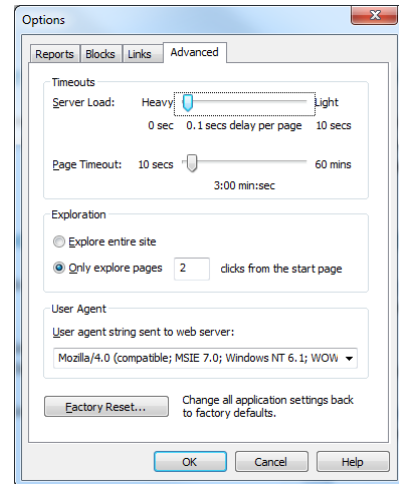 Options
Reports Blocks Links Advanced
Timeouts
Server Load: Heavy Light
0 sec 0.1 secs delay per page 10 secs
Page Timeout: 10 secs 60 mins
3:00 min:sec
Exploration
Explore entire site
Only explore pages 2 clicks from the start page
User Agent
User agent string sent to web server:
Mozilla/4.0 (compatible; MSIE 7.0; Windows NT 6.1; WOW
Factory Reset... Change all application settings back
to factory defaults.
OK Cancel Help